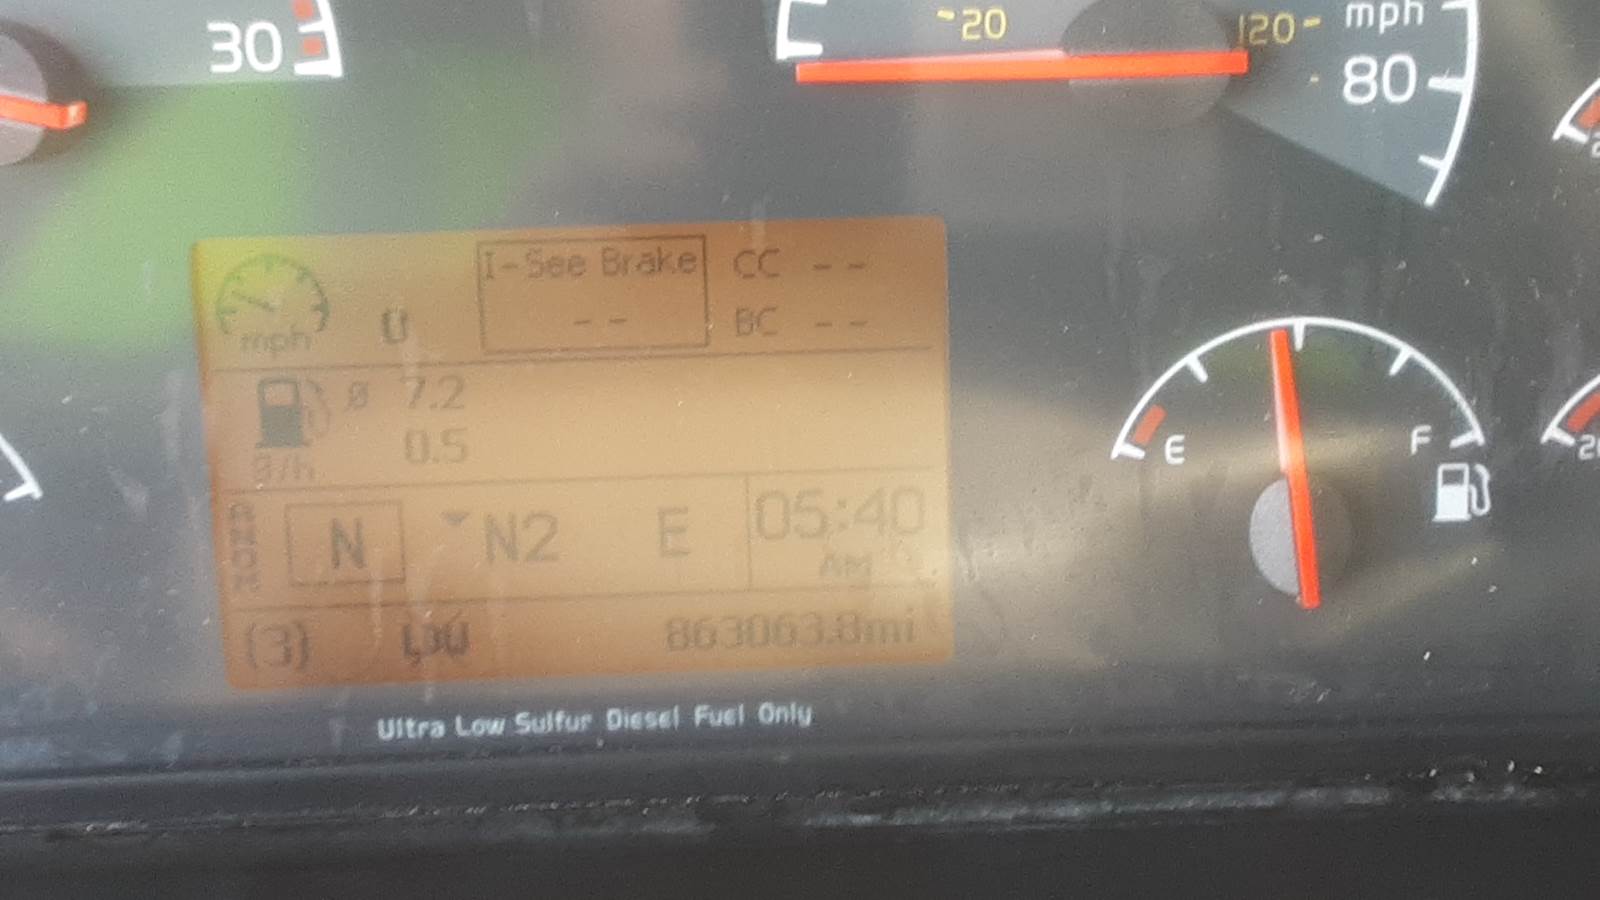 30
20
120
mph
80
I-See Brake
--
CC --
BC --
mph
0
ø 7.2
0.5
g/h
N
N2
E
05:40
AM
(3)
863063.8mi
E
F
Ultra Low Sulfur Diesel Fuel Only